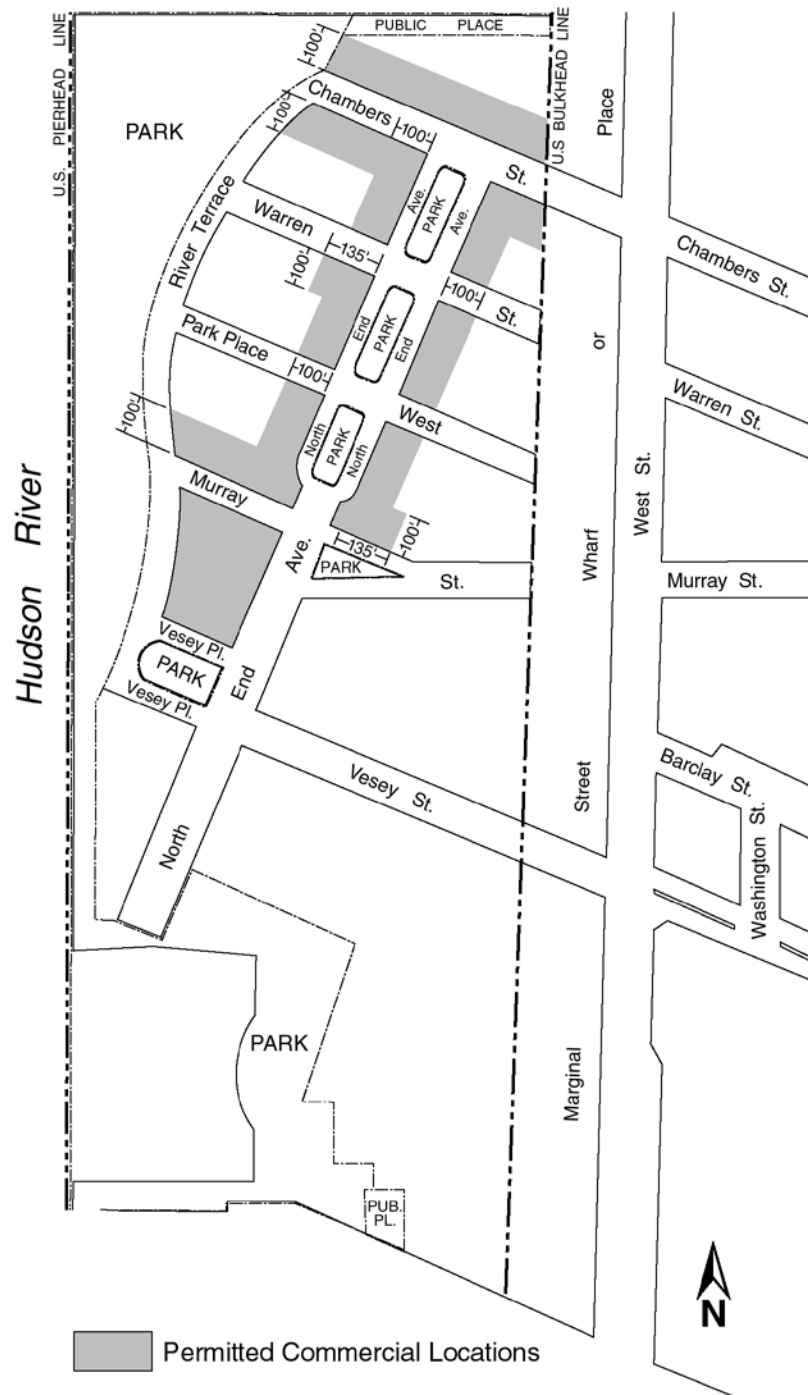 U.S. PIERHEAD LINE
PUBLIC PLACE
U.S BULKHEAD LINE
-100'-
PARK
-100'-
Chambers
-100'-
St.
Place
River Terrace
Ave.
PARK
Ave.
Warren
-135'-
-100'-
Chambers St.
-100'-
St.
End
PARK
End
or
Park Place
-100'-
Warren St.
-100'-
West
North
PARK
North
Hudson River
Murray
West St.
Ave.
-135'-
-100'-
Wharf
PARK
St.
Murray St.
Vesey Pl.
PARK
End
Vesey Pl.
Vesey St.
Street
Barclay St.
North
Washington St.
PARK
Marginal
PUB.
PL.
N
Permitted Commercial Locations